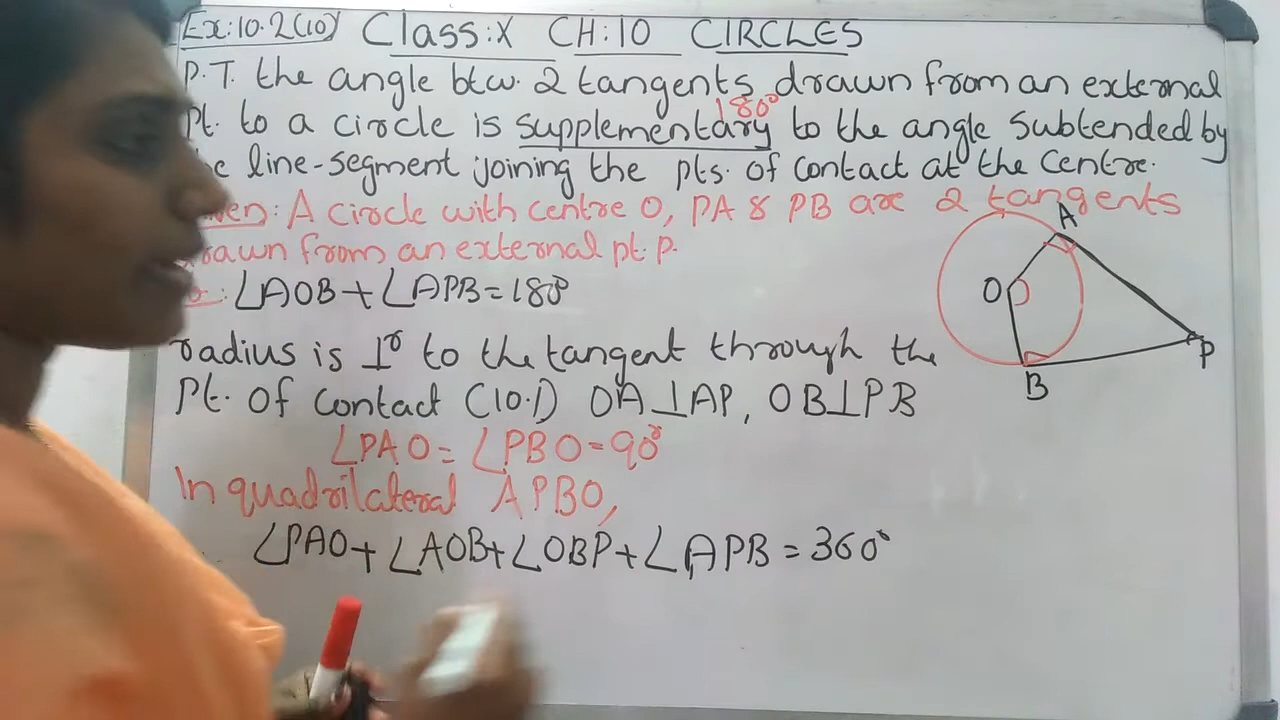 Ex:10.2(10) Class:X CH:10 CIRCLES
P.T. the angle btw. 2 tangents drawn from an external
180°
Pt. to a circle is supplementary to the angle subtended by
line-segment joining the pts. of contact at the Centre.
: A circle with centre O, PA & PB are 2 tangents
drawn from an external pt. P.
: ∠AOB + ∠APB = 180°
radius is ⊥r to the tangent through the
Pt. of contact (10.1) OA⊥AP, OB⊥PB
∠PAO = ∠PBO = 90°
In quadrilateral APBO,
∠PAO + ∠AOB + ∠OBP + ∠APB = 360°
A
O
B
P